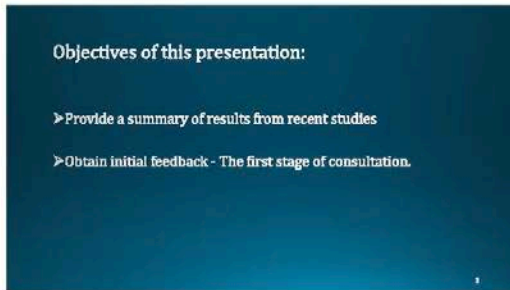 Objectives of this presentation:
➢Provide a summary of results from recent studies
➢Obtain initial feedback - The first stage of consultation.